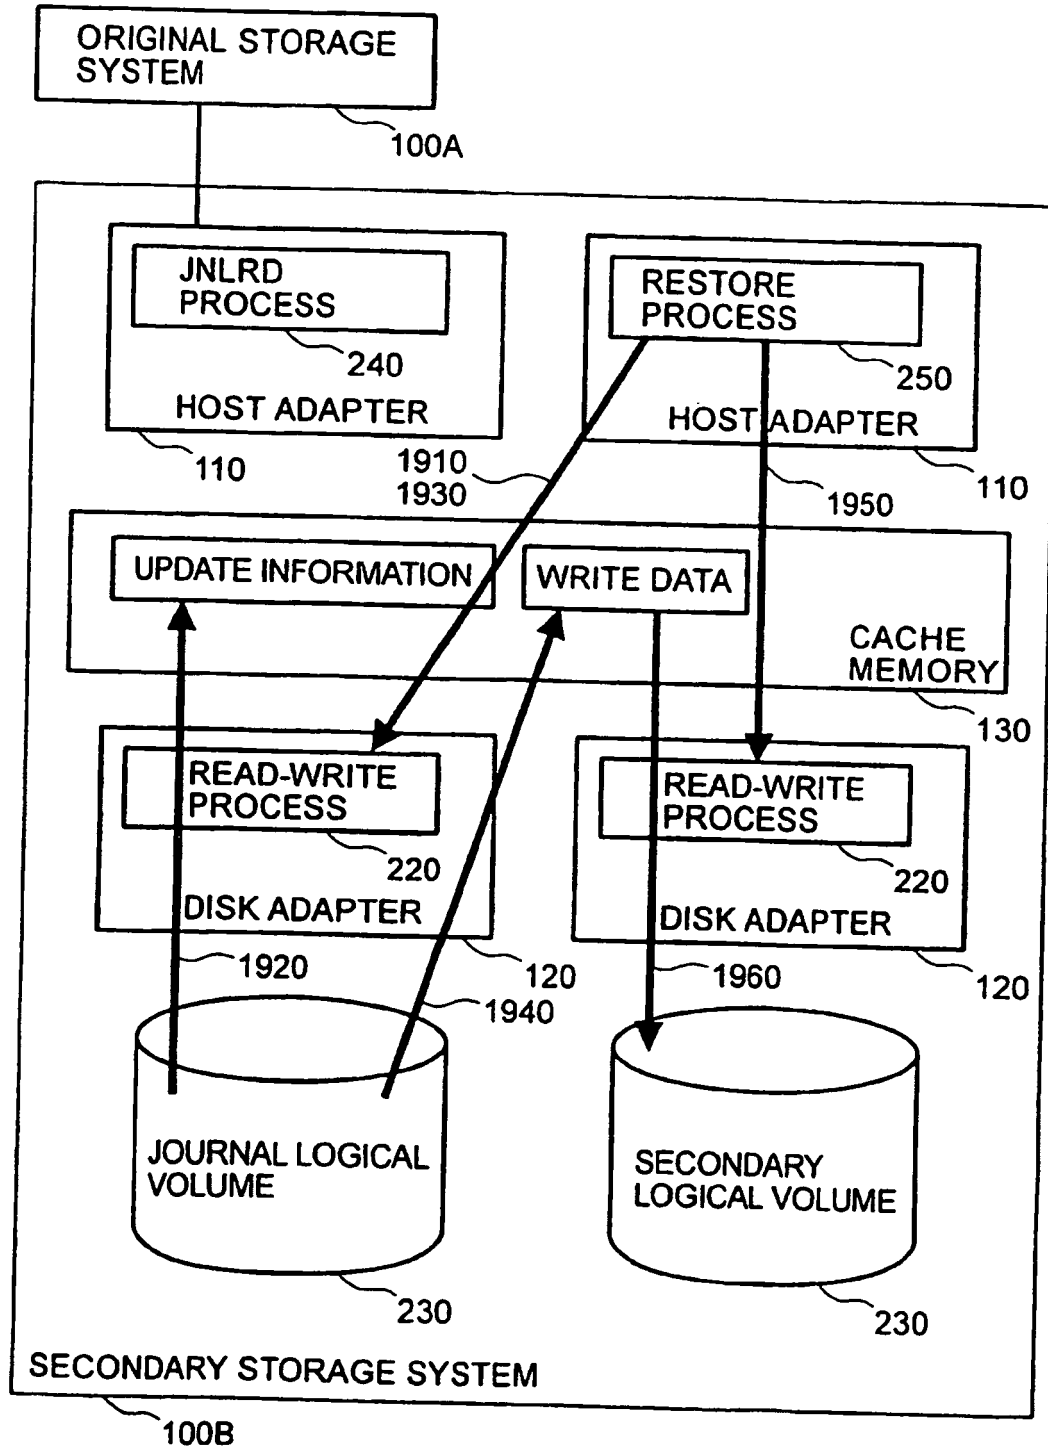 ORIGINAL STORAGE
SYSTEM
100A
JNLRD
PROCESS
240
HOST ADAPTER
110
RESTORE
PROCESS
250
HOST ADAPTER
110
1910
1930
1950
UPDATE INFORMATION
WRITE DATA
CACHE
MEMORY
130
READ-WRITE
PROCESS
220
DISK ADAPTER
120
READ-WRITE
PROCESS
220
DISK ADAPTER
120
1920
1940
1960
JOURNAL LOGICAL
VOLUME
230
SECONDARY
LOGICAL VOLUME
230
SECONDARY STORAGE SYSTEM
100B